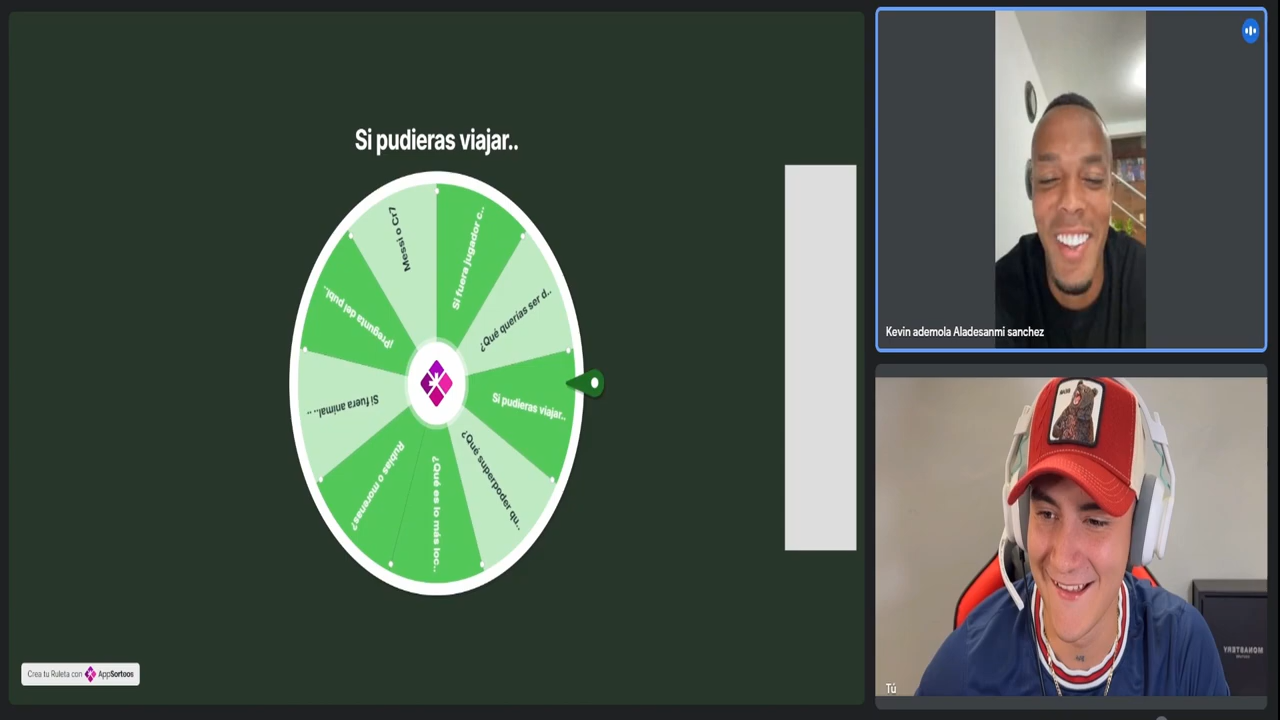 Si pudieras viajar..
Messi o Cr7
Si fuera jugador c..
¿Qué querías ser d..
Si pudieras viajar..
¿Qué superpoder qu..
¿Qué es lo más loc..
Rubias o morenas?
Si fuera animal.. ..
¡Pregunta del públ..
Crea tu Ruleta con AppSorteos
Kevin ademola Aladesanmi sanchez
Tú